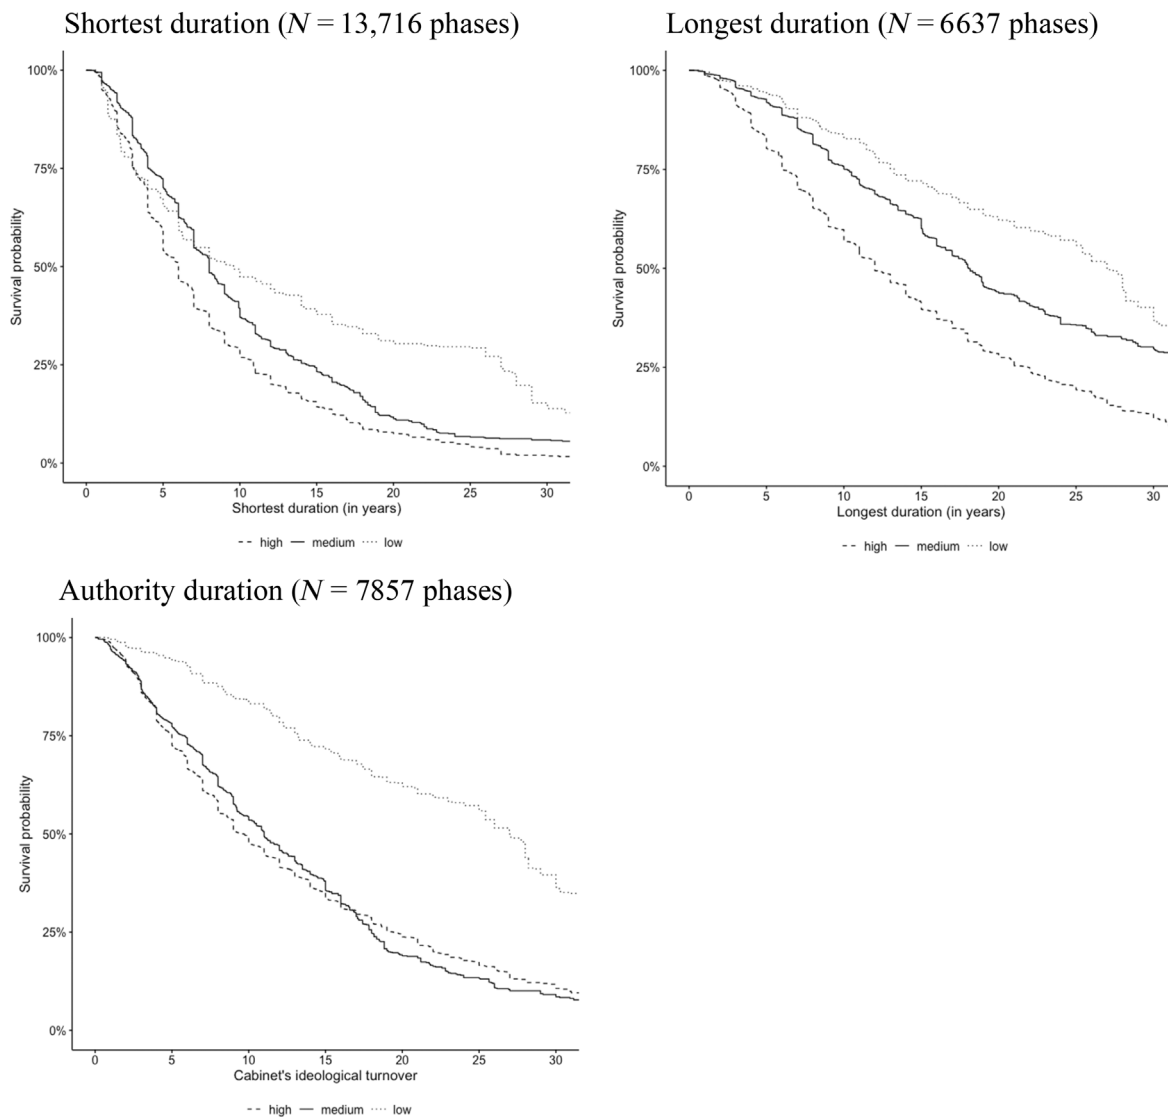 Shortest duration (N = 13,716 phases)
100%
75%
50%
25%
0%
Survival probability
0 5 10 15 20 25 30
Shortest duration (in years)
high medium low
Longest duration (N = 6637 phases)
100%
75%
50%
25%
0%
Survival probability
0 5 10 15 20 25 30
Longest duration (in years)
high medium low
Authority duration (N = 7857 phases)
100%
75%
50%
25%
0%
Survival probability
0 5 10 15 20 25 30
Cabinet's ideological turnover
high medium low